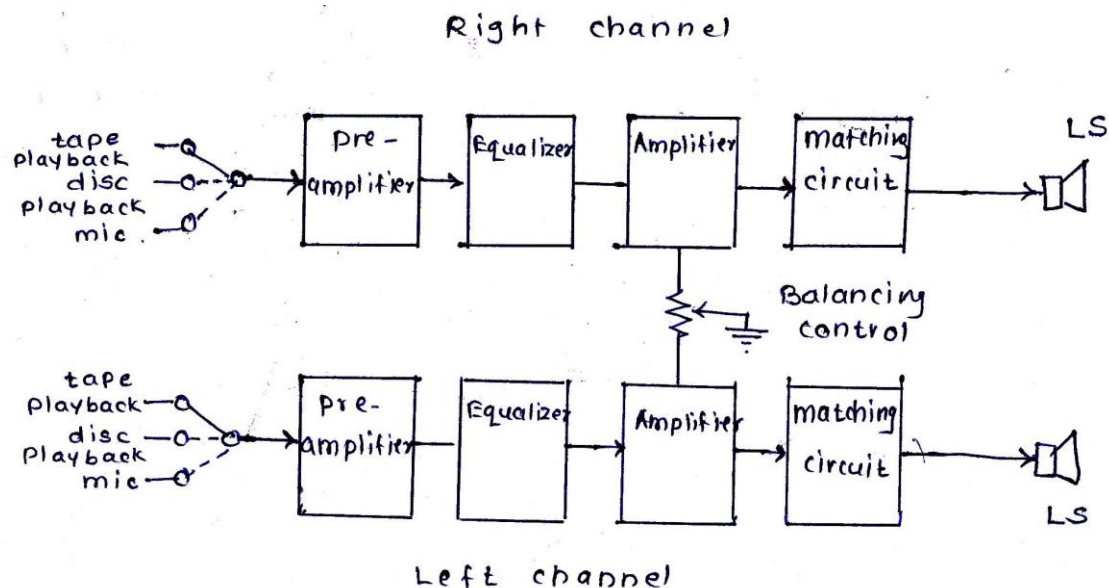 Right channel
tape
playback
disc
playback
mic
pre-
amplifier
Equalizer
Amplifier
matching
circuit
LS
Balancing
control
tape
playback
disc
playback
mic
pre-
amplifier
Equalizer
Amplifier
matching
circuit
LS
Left channel